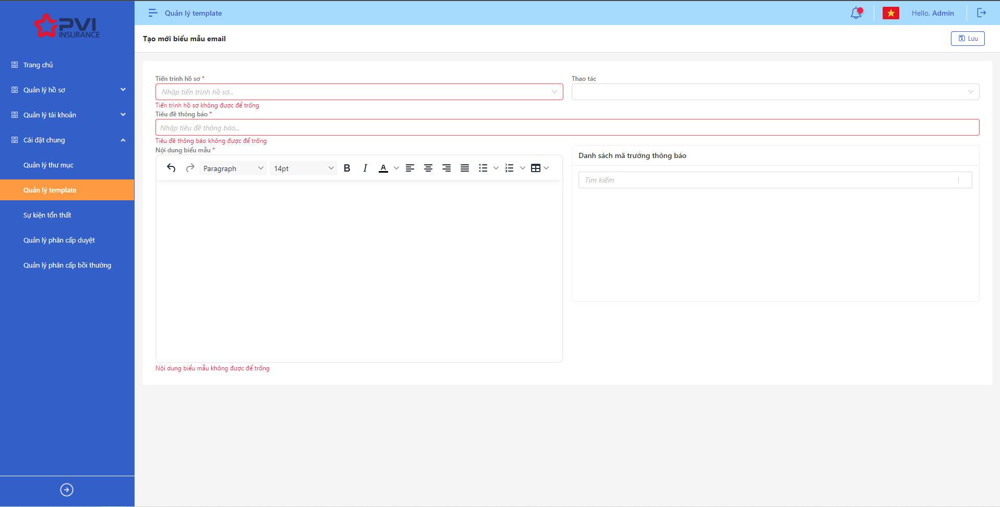 PVI
INSURANCE
Trang chủ
Quản lý hồ sơ
Quản lý tài khoản
Cài đặt chung
Quản lý thư mục
Quản lý template
Sự kiện tổn thất
Quản lý phân cấp duyệt
Quản lý phân cấp bồi thường
Quản lý template
Hello, Admin
Tạo mới biểu mẫu email
Lưu
Tiến trình hồ sơ *
Thao tác
Nhập tiến trình hồ sơ...
Tiến trình hồ sơ không được để trống
Tiêu đề thông báo *
Nhập tiêu đề thông báo...
Tiêu đề thông báo không được để trống
Nội dung biểu mẫu *
Paragraph
14pt
B I A
Danh sách mã trường thông báo
Tìm kiếm
Nội dung biểu mẫu không được để trống